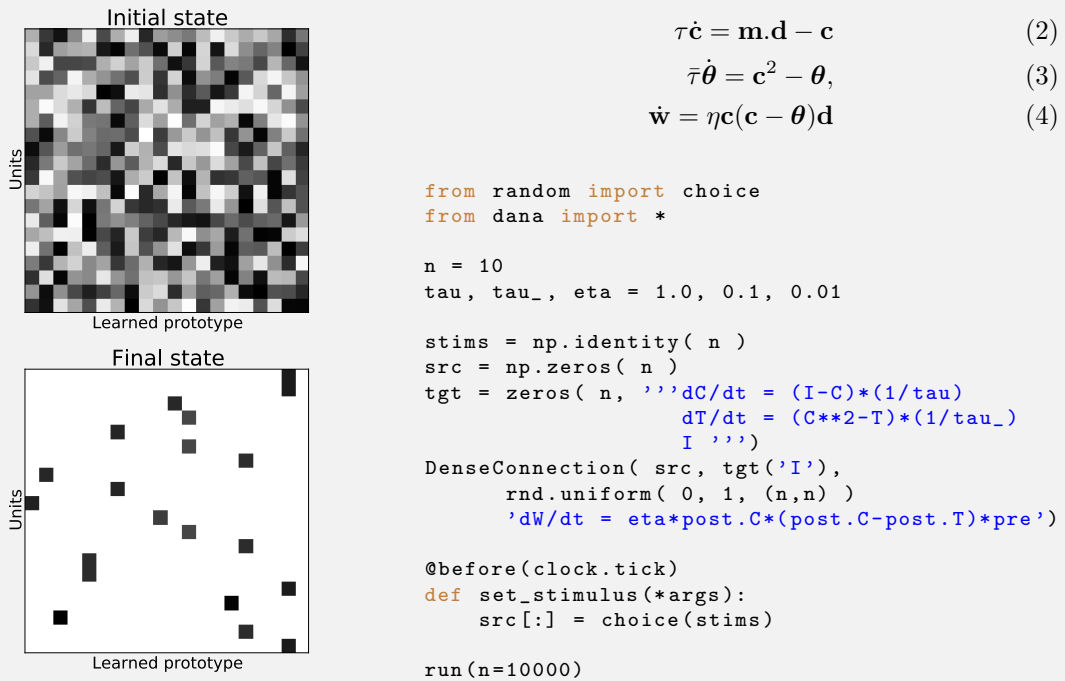 Initial state
Units
Learned prototype
Final state
Units
Learned prototype
τċ = m.d − c (2)
τ̄θ̇ = c² − θ, (3)
ẇ = ηc(c − θ)d (4)
from random import choice
from dana import *
n = 10
tau, tau_, eta = 1.0, 0.1, 0.01
stims = np.identity( n )
src = np.zeros( n )
tgt = zeros( n, '''dC/dt = (I-C)*(1/tau)
dT/dt = (C**2-T)*(1/tau_)
I ''')
DenseConnection( src, tgt('I'),
rnd.uniform( 0, 1, (n,n) )
'dW/dt = eta*post.C*(post.C-post.T)*pre')
@before(clock.tick)
def set_stimulus(*args):
src[:] = choice(stims)
run(n=10000)